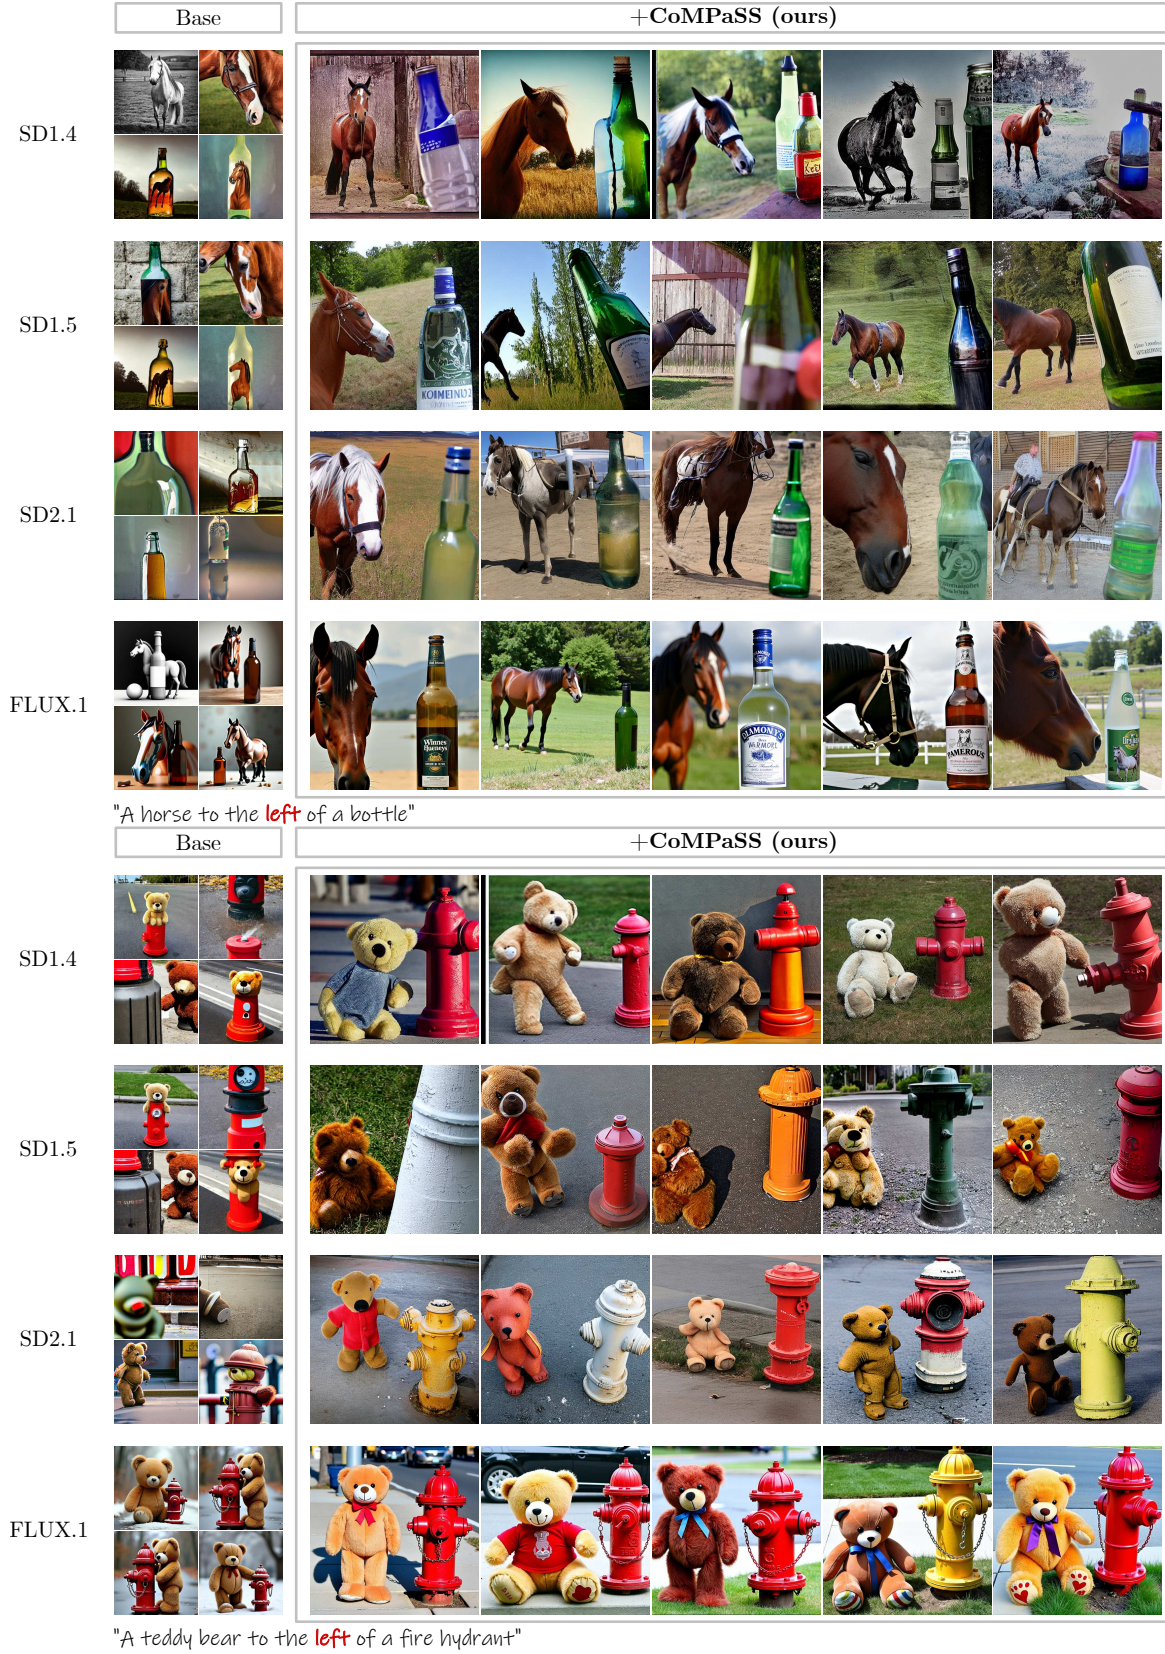 Base
+CoMPaSS (ours)
SD1.4
SD1.5
SD2.1
FLUX.1
"A horse to the left of a bottle"
Base
+CoMPaSS (ours)
SD1.4
SD1.5
SD2.1
FLUX.1
"A teddy bear to the left of a fire hydrant"